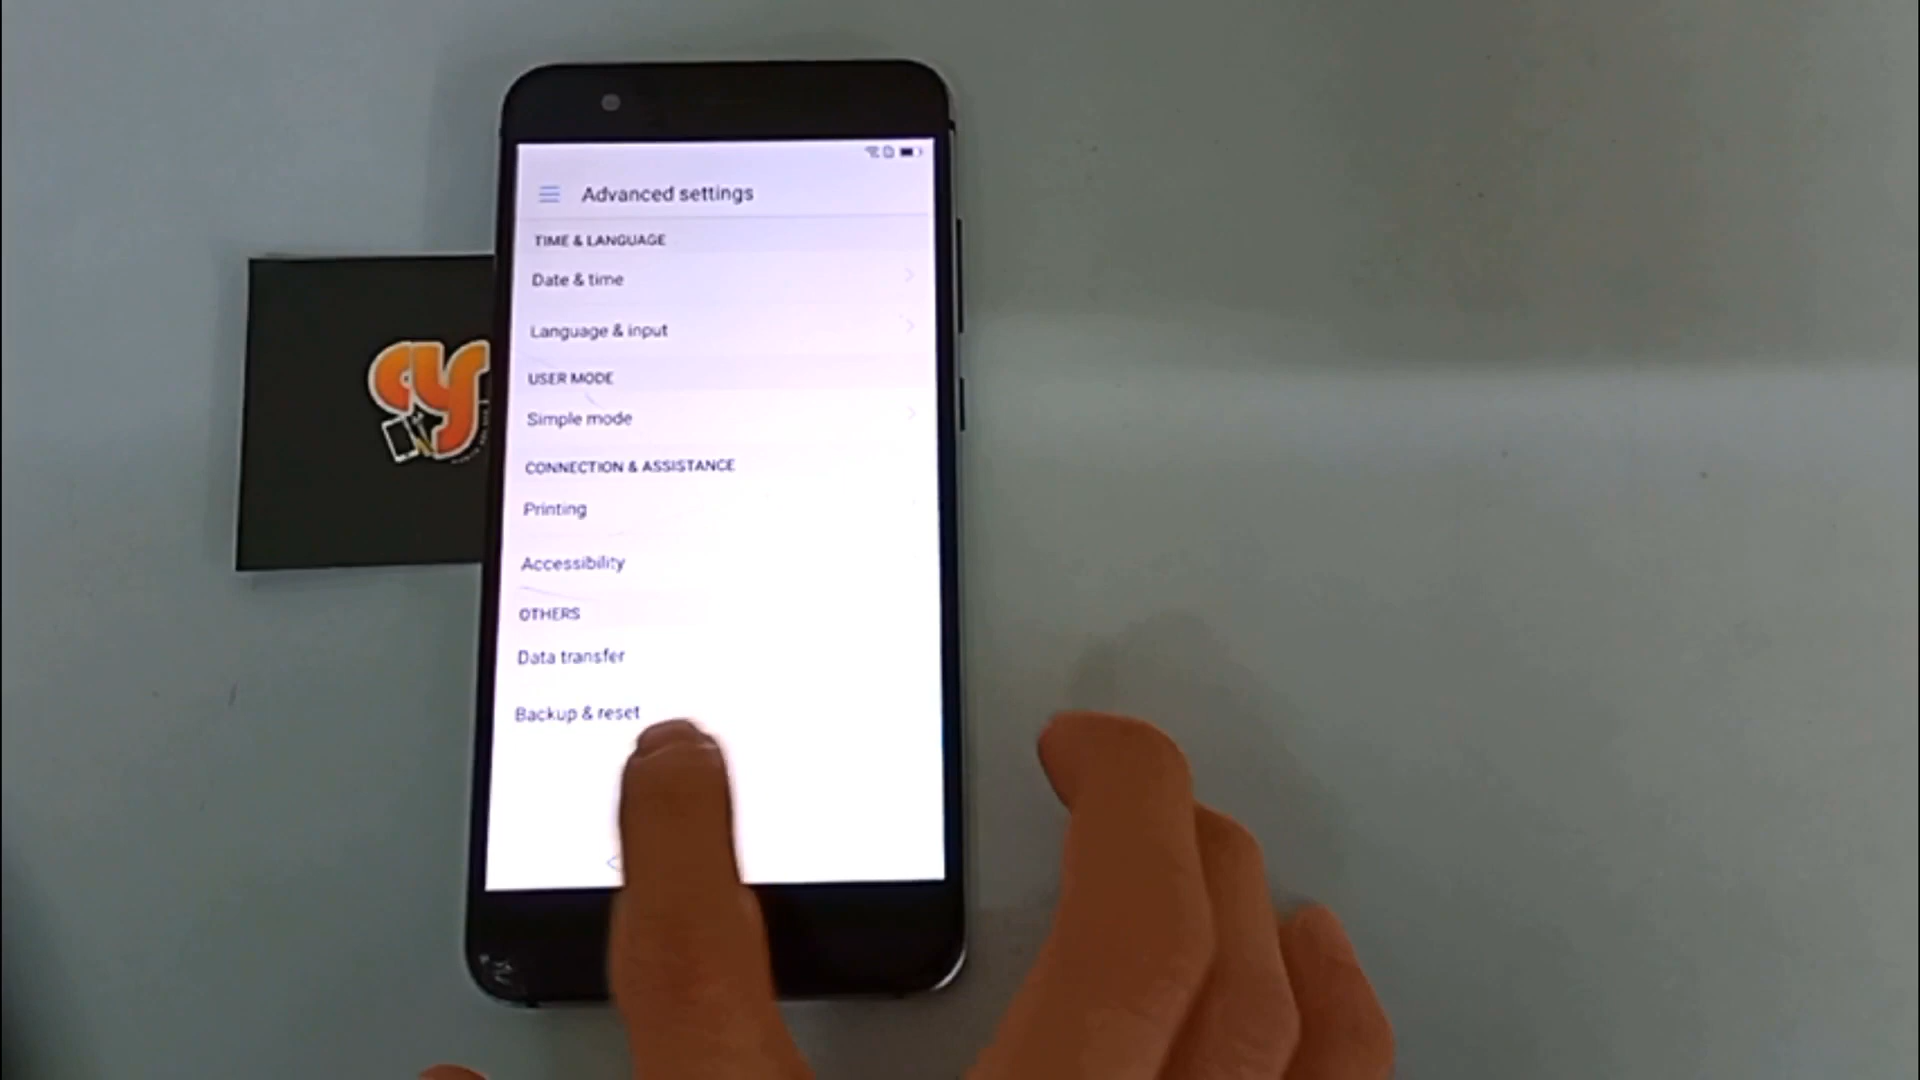 Advanced settings
TIME & LANGUAGE
Date & time
Language & input
USER MODE
Simple mode
CONNECTION & ASSISTANCE
Printing
Accessibility
OTHERS
Data transfer
Backup & reset